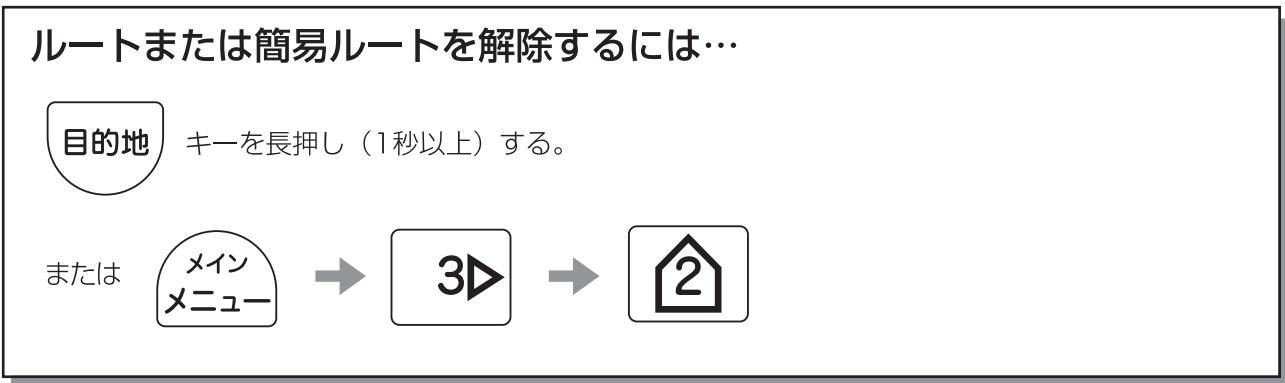 ルートまたは簡易ルートを解除するには…
目的地 キーを長押し（1秒以上）する。
または メイン メニュー 3 2